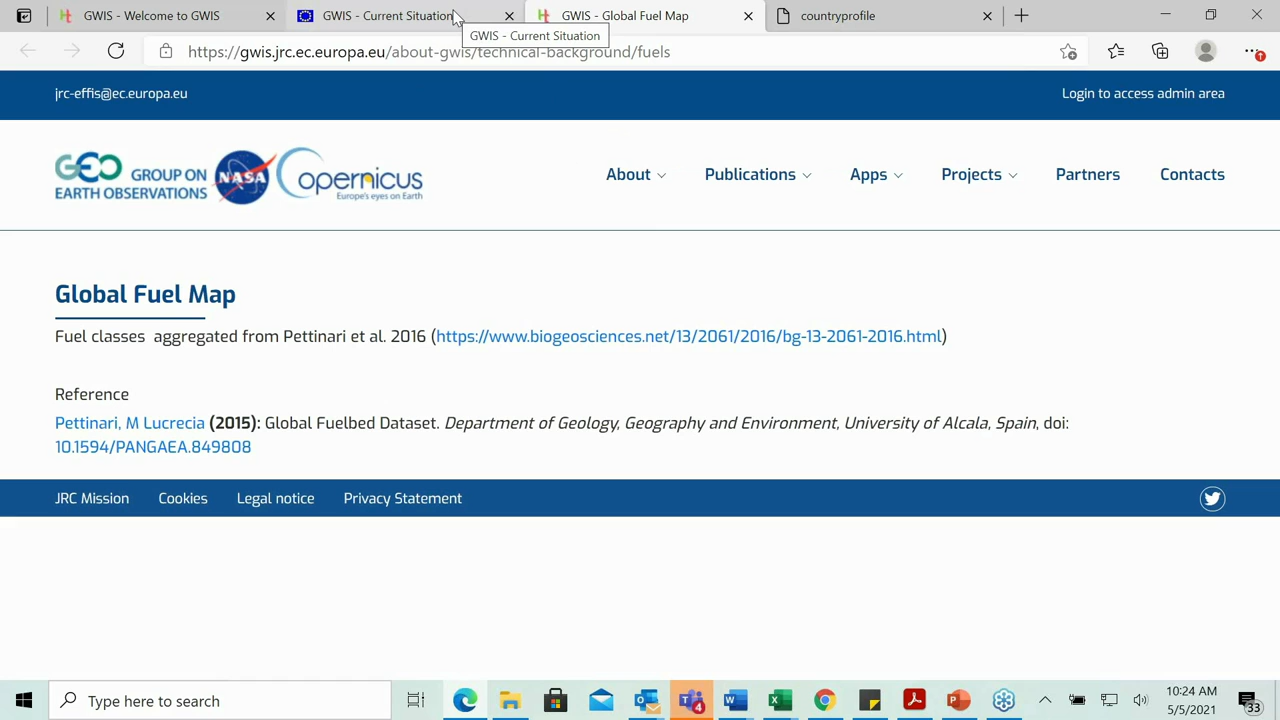 GWIS - Welcome to GWIS
GWIS - Current Situation
GWIS - Global Fuel Map
countryprofile
GWIS - Current Situation
https://gwis.jrc.ec.europa.eu/about-gwis/technical-background/fuels
jrc-effis@ec.europa.eu
Login to access admin area
GEO GROUP ON
EARTH OBSERVATIONS
NASA
opernicus
Europe's eyes on Earth
About
Publications
Apps
Projects
Partners
Contacts
Global Fuel Map
Fuel classes aggregated from Pettinari et al. 2016 (https://www.biogeosciences.net/13/2061/2016/bg-13-2061-2016.html)
Reference
Pettinari, M Lucrecia (2015): Global Fuelbed Dataset. Department of Geology, Geography and Environment, University of Alcala, Spain, doi:
10.1594/PANGAEA.849808
JRC Mission
Cookies
Legal notice
Privacy Statement
Type here to search
4
10:24 AM
5/5/2021
33